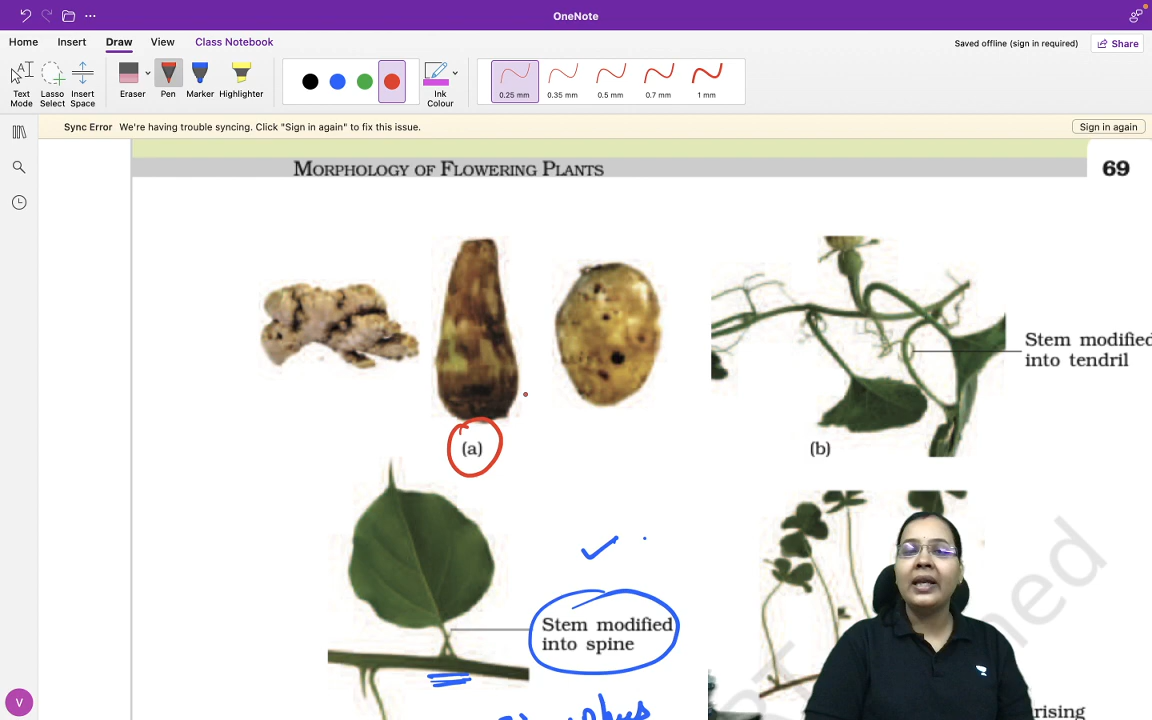 OneNote
Home Insert Draw View Class Notebook
Saved offline (sign in required) Share
Text Mode
Lasso Select
Insert Space
Eraser
Pen
Marker
Highlighter
Ink Colour
0.25 mm 0.35 mm 0.5 mm 0.7 mm 1 mm
Sync Error We're having trouble syncing. Click "Sign in again" to fix this issue. Sign in again
MORPHOLOGY OF FLOWERING PLANTS 69
Stem modified
into tendril
(a) (b)
Stem modified
into spine
rising
V